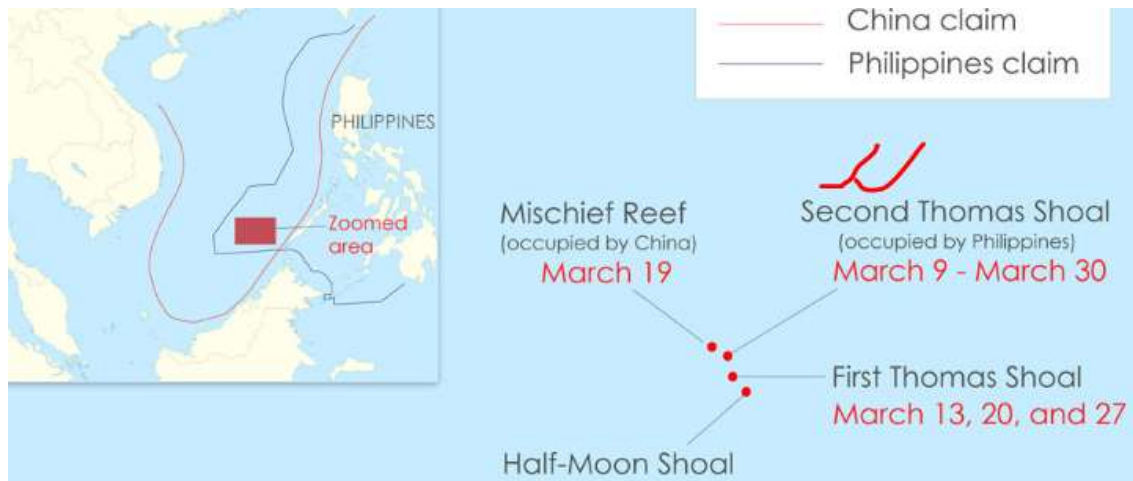 China claim
Philippines claim
PHILIPPINES
Zoomed
area
Mischief Reef
(occupied by China)
March 19
Second Thomas Shoal
(occupied by Philippines)
March 9 - March 30
First Thomas Shoal
March 13, 20, and 27
Half-Moon Shoal